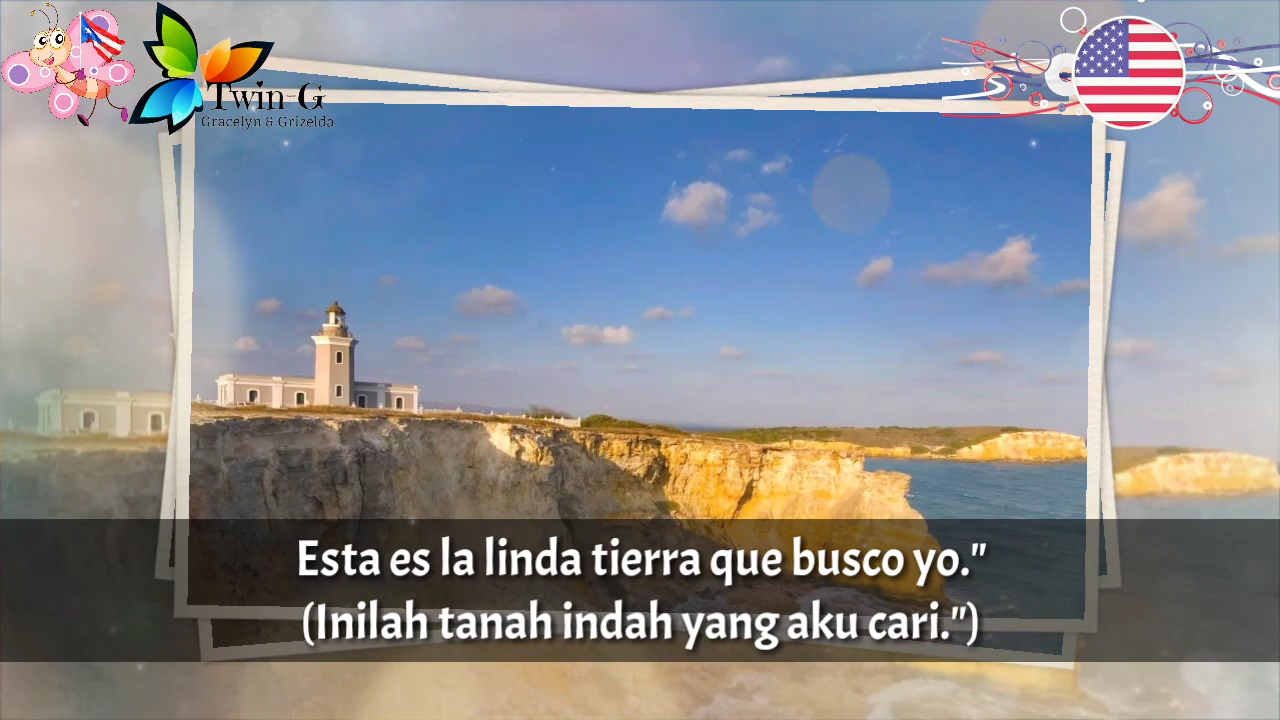 Twin-G
Gracelyn & Grizelda
Esta es la linda tierra que busco yo."
(Inilah tanah indah yang aku cari.")